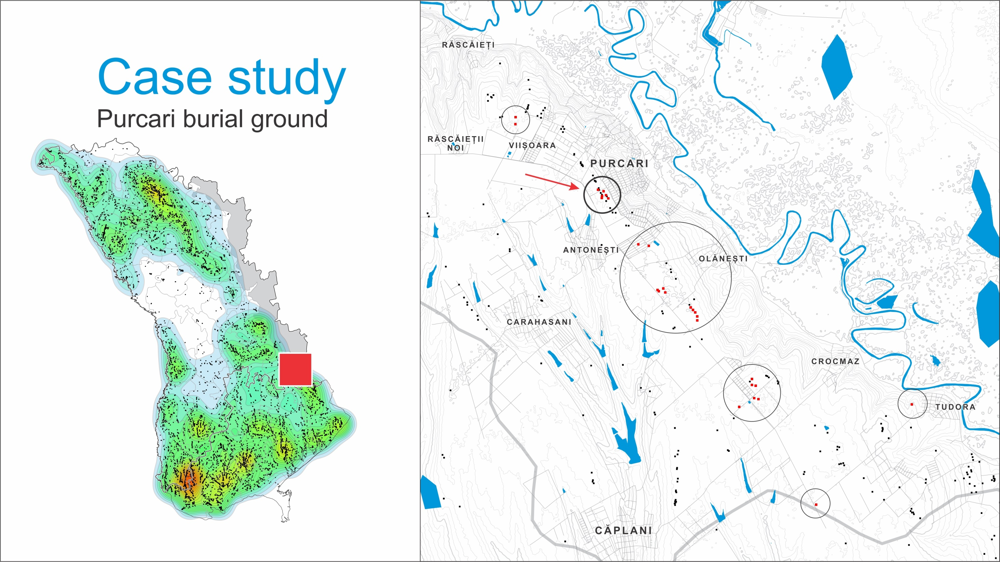 Case study
Purcari burial ground
RĂSCĂIEȚI
RĂSCĂIEȚII
NOI
VIIȘOARA
PURCARI
ANTONEȘTI
OLĂNEȘTI
CARAHASANI
CROCMAZ
TUDORA
CĂPLANI